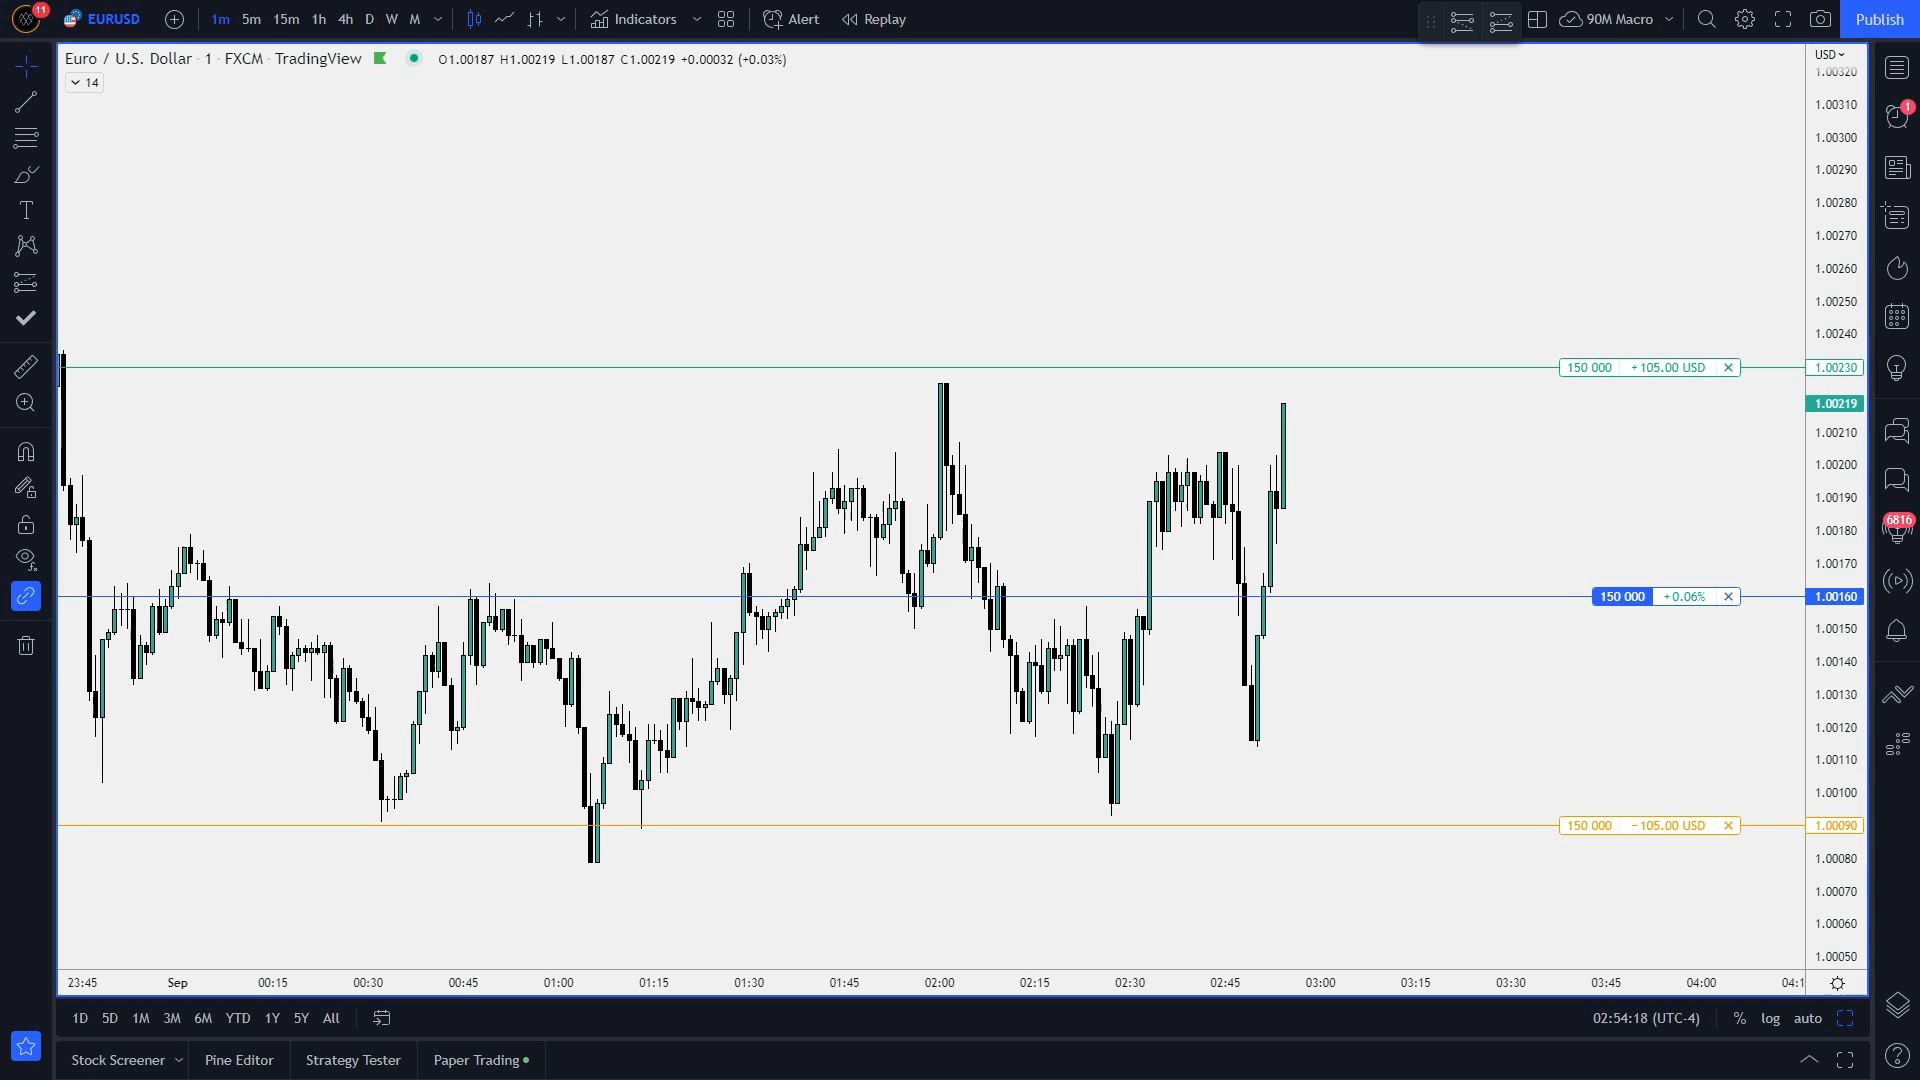 11
EURUSD
1m 5m 15m 1h 4h D W M
Indicators
Alert
Replay
90M Macro
Publish
Euro / U.S. Dollar · 1 · FXCM · TradingView
O1.00187 H1.00219 L1.00187 C1.00219 +0.00032 (+0.03%)
14
USD
1.00320
1.00310
1.00300
1.00290
1.00280
1.00270
1.00260
1.00250
1.00240
150 000 +105.00 USD 1.00230
1.00219
1.00210
1.00200
1.00190
1.00180
1.00170
150 000 +0.06% 1.00160
1.00150
1.00140
1.00130
1.00120
1.00110
1.00100
150 000 −105.00 USD 1.00090
1.00080
1.00070
1.00060
1.00050
1
6816
23:45 Sep 00:15 00:30 00:45 01:00 01:15 01:30 01:45 02:00 02:15 02:30 02:45 03:00 03:15 03:30 03:45 04:00 04:1
1D 5D 1M 3M 6M YTD 1Y 5Y All
02:54:18 (UTC-4)
% log auto
Stock Screener
Pine Editor
Strategy Tester
Paper Trading